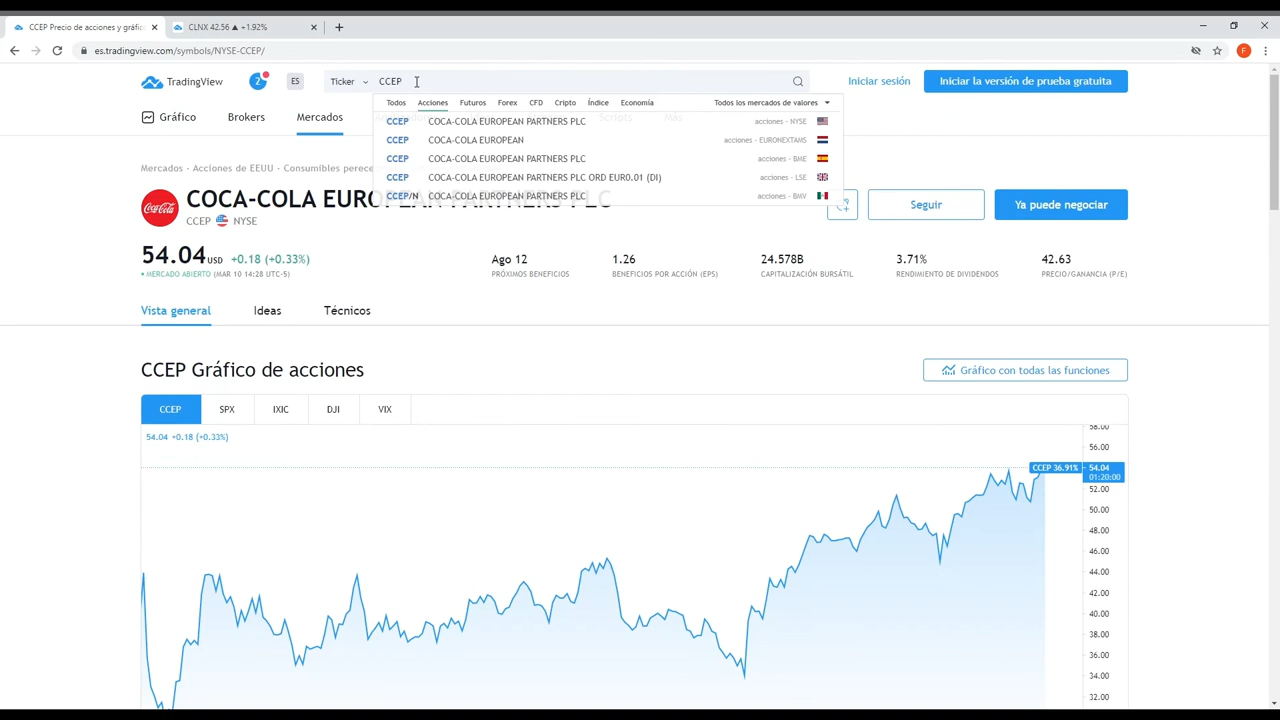 CCEP Precio de acciones y gráfic
CLNX 42.56 ▲ +1.92%
es.tradingview.com/symbols/NYSE-CCEP/
F
TradingView
2
ES
Ticker
CCEP
Iniciar sesión
Iniciar la versión de prueba gratuita
Todos Acciones Futuros Forex CFD Cripto Índice Economía Todos los mercados de valores
Gráfico Brokers Mercados Scripts Más
CCEP COCA-COLA EUROPEAN PARTNERS PLC acciones - NYSE
CCEP COCA-COLA EUROPEAN acciones - EURONEXTAMS
CCEP COCA-COLA EUROPEAN PARTNERS PLC acciones - BME
CCEP COCA-COLA EUROPEAN PARTNERS PLC ORD EUR0.01 (DI) acciones - LSE
CCEP/N COCA-COLA EUROPEAN PARTNERS PLC acciones - BMV
Mercados Acciones de EEUU Consumibles perece
Coca-Cola
COCA-COLA EUROPEAN PARTNERS PLC
CCEP NYSE
Seguir
Ya puede negociar
54.04 USD +0.18 (+0.33%)
• MERCADO ABIERTO (MAR 10 14:28 UTC-5)
Ago 12 1.26 24.578B 3.71% 42.63
PRÓXIMOS BENEFICIOS BENEFICIOS POR ACCIÓN (EPS) CAPITALIZACIÓN BURSÁTIL RENDIMIENTO DE DIVIDENDOS PRECIO/GANANCIA (P/E)
Vista general Ideas Técnicos
CCEP Gráfico de acciones
Gráfico con todas las funciones
CCEP SPX IXIC DJI VIX
54.04 +0.18 (+0.33%)
58.00
56.00
CCEP 36.91% 54.04
01:20:00
52.00
50.00
48.00
46.00
44.00
42.00
40.00
38.00
36.00
34.00
32.00